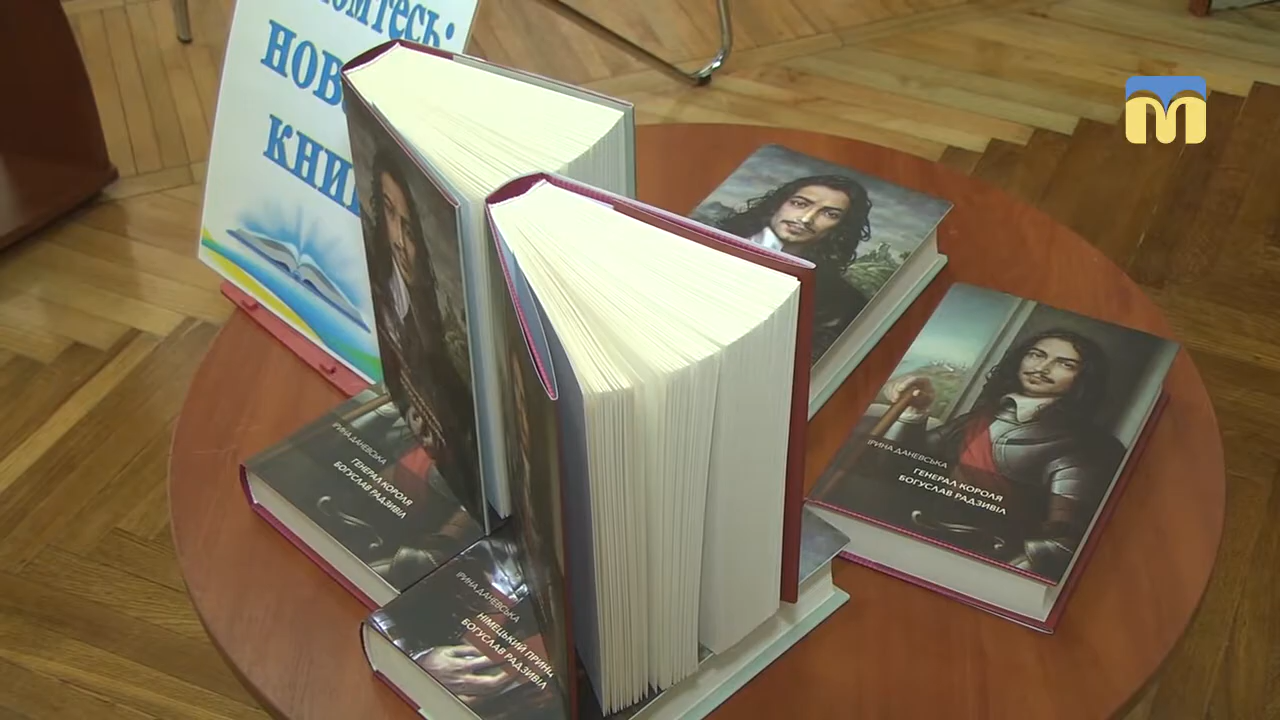 НОВ
КНИ
ІРИНА ДАНЕВСЬКА
ГЕНЕРАЛ КОРОЛЯ
БОГУСЛАВ РАДЗИВІЛ
ІРИНА ДАНЕВСЬКА
ГЕНЕРАЛ КОРОЛЯ
БОГУСЛАВ РАДЗИВІЛ
ІРИНА ДАНЕВСЬКА
НІМЕЦЬКИЙ ПРИНЦ
БОГУСЛАВ РАДЗИВІЛ